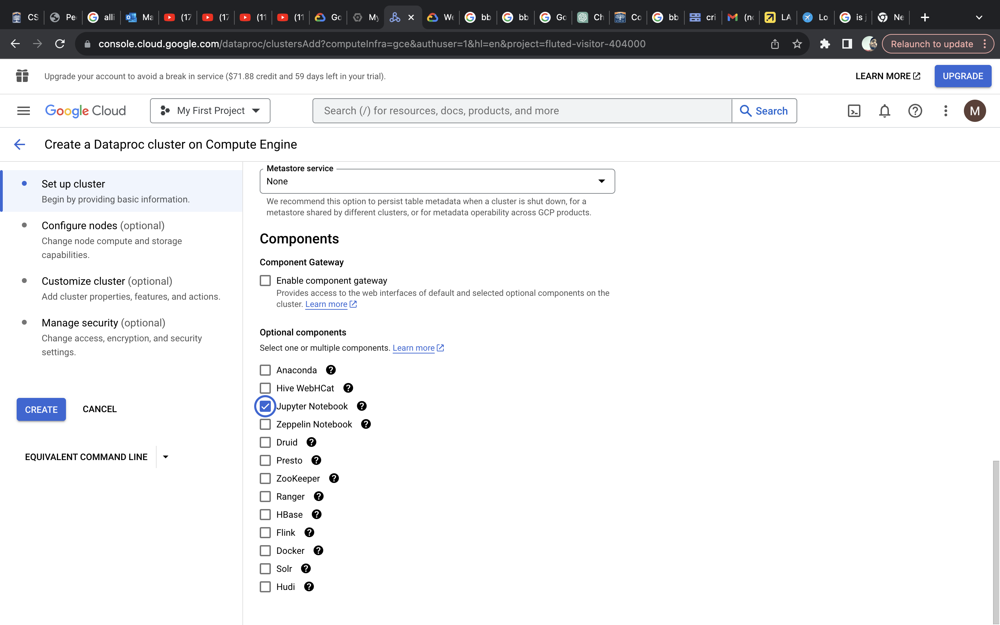 CS Pe alli Ma (17 (17 (11 (11 Go My We bb bb Go Ch Co bb cri (no LA Lo is j Ne
console.cloud.google.com/dataproc/clustersAdd?computeInfra=gce&authuser=1&hl=en&project=fluted-visitor-404000
Relaunch to update
Upgrade your account to avoid a break in service ($71.88 credit and 59 days left in your trial).
LEARN MORE
UPGRADE
Google Cloud
My First Project
Search (/) for resources, docs, products, and more
Search
M
Create a Dataproc cluster on Compute Engine
Set up cluster
Begin by providing basic information.
Configure nodes (optional)
Change node compute and storage
capabilities.
Customize cluster (optional)
Add cluster properties, features, and actions.
Manage security (optional)
Change access, encryption, and security
settings.
CREATE
CANCEL
EQUIVALENT COMMAND LINE
Metastore service
None
We recommend this option to persist table metadata when a cluster is shut down, for a
metastore shared by different clusters, or for metadata operability across GCP products.
Components
Component Gateway
Enable component gateway
Provides access to the web interfaces of default and selected optional components on the
cluster. Learn more
Optional components
Select one or multiple components. Learn more
Anaconda
Hive WebHCat
Jupyter Notebook
Zeppelin Notebook
Druid
Presto
ZooKeeper
Ranger
HBase
Flink
Docker
Solr
Hudi